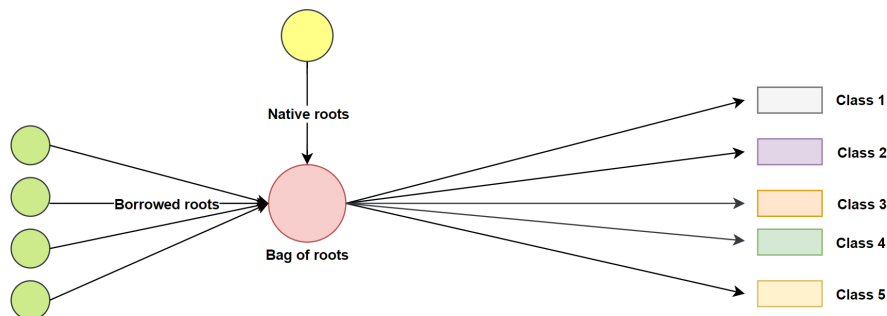 Native roots
Borrowed roots
Bag of roots
Class 1
Class 2
Class 3
Class 4
Class 5